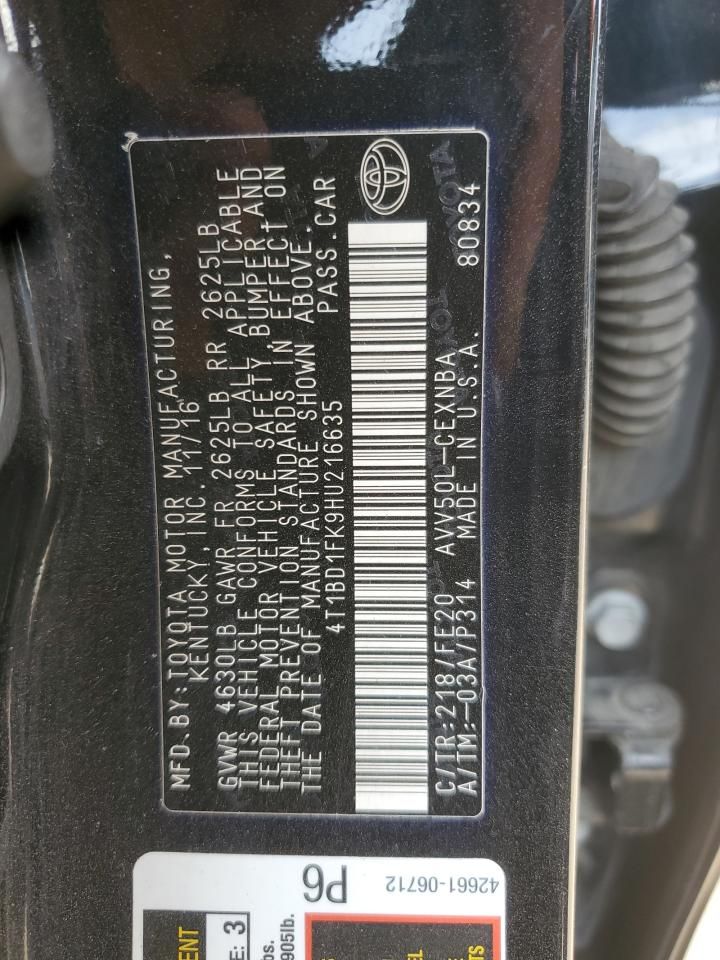 MFD.BY:TOYOTA MOTOR MANUFACTURING,
KENTUCKY, INC. 11/16
GVWR 4630LB GAWR FR 2625LB RR 2625LB
THIS VEHICLE CONFORMS TO ALL APPLICABLE
FEDERAL MOTOR VEHICLE SAFETY, BUMPER, AND
THEFT PREVENTION STANDARDS IN EFFECT ON
THE DATE OF MANUFACTURE SHOWN ABOVE.
4T1BD1FK9HU216635 PASS.CAR
C/TR:218/FE20 AVV50L-CEXNBA
A/TM:-03A/P314 MADE IN U.S.A. 80834
TOYOTA
P6
42661-06712
E: 3
905lb.